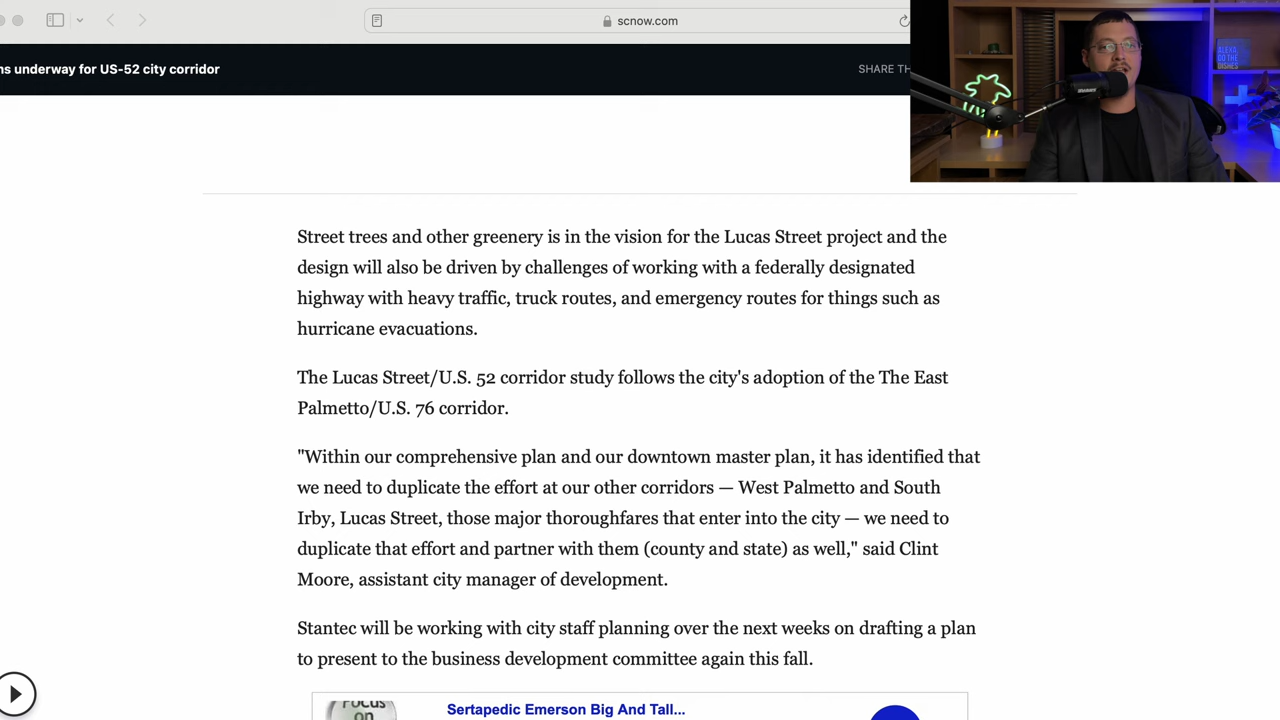 scnow.com
ns underway for US-52 city corridor
SHARE TH
ALEXA,
DO THE
DISHES
Street trees and other greenery is in the vision for the Lucas Street project and the
design will also be driven by challenges of working with a federally designated
highway with heavy traffic, truck routes, and emergency routes for things such as
hurricane evacuations.
The Lucas Street/U.S. 52 corridor study follows the city's adoption of the The East
Palmetto/U.S. 76 corridor.
"Within our comprehensive plan and our downtown master plan, it has identified that
we need to duplicate the effort at our other corridors — West Palmetto and South
Irby, Lucas Street, those major thoroughfares that enter into the city — we need to
duplicate that effort and partner with them (county and state) as well," said Clint
Moore, assistant city manager of development.
Stantec will be working with city staff planning over the next weeks on drafting a plan
to present to the business development committee again this fall.
Focus
on
Sertapedic Emerson Big And Tall...